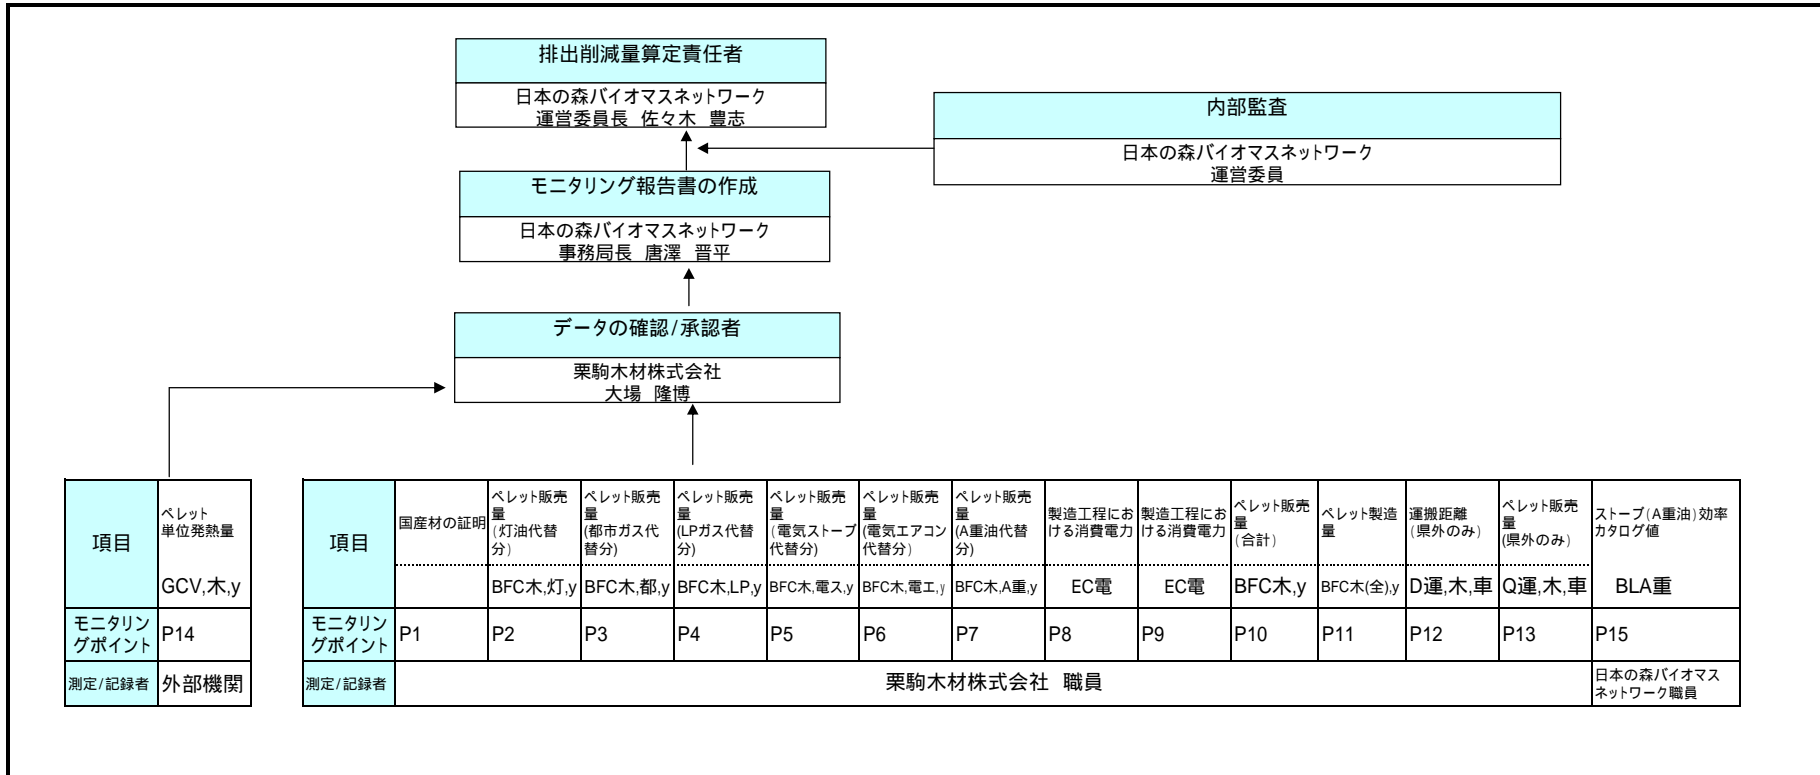 排出削減量算定責任者
日本の森バイオマスネットワーク
運営委員長 佐々木 豊志
内部監査
日本の森バイオマスネットワーク
運営委員
モニタリング報告書の作成
日本の森バイオマスネットワーク
事務局長 唐澤 晋平
データの確認/承認者
栗駒木材株式会社
大場 隆博
項目
ペレット
単位発熱量
GCV,木,y
モニタリン
グポイント
P14
測定/記録者
外部機関
項目
国産材の証明
ペレット販売
量
(灯油代替
分)
ペレット販売
量
(都市ガス代
替分)
ペレット販売
量
(LPガス代替
分)
ペレット販売
量
(電気ストーブ
代替分)
ペレット販売
量
(電気エアコン
代替分)
ペレット販売
量
(A重油代替
分)
製造工程にお
ける消費電力
製造工程にお
ける消費電力
ペレット販売
量
(合計)
ペレット製造
量
運搬距離
(県外のみ)
ペレット販売
量
(県外のみ)
ストーブ(A重油)効率
カタログ値
BFC木,灯,y
BFC木,都,y
BFC木,LP,y
BFC木,電ス,y
BFC木,電エ,y
BFC木,A重,y
EC電
EC電
BFC木,y
BFC木(全),y
D運,木,車
Q運,木,車
BLA重
モニタリン
グポイント
P1
P2
P3
P4
P5
P6
P7
P8
P9
P10
P11
P12
P13
P15
測定/記録者
栗駒木材株式会社 職員
日本の森バイオマス
ネットワーク職員